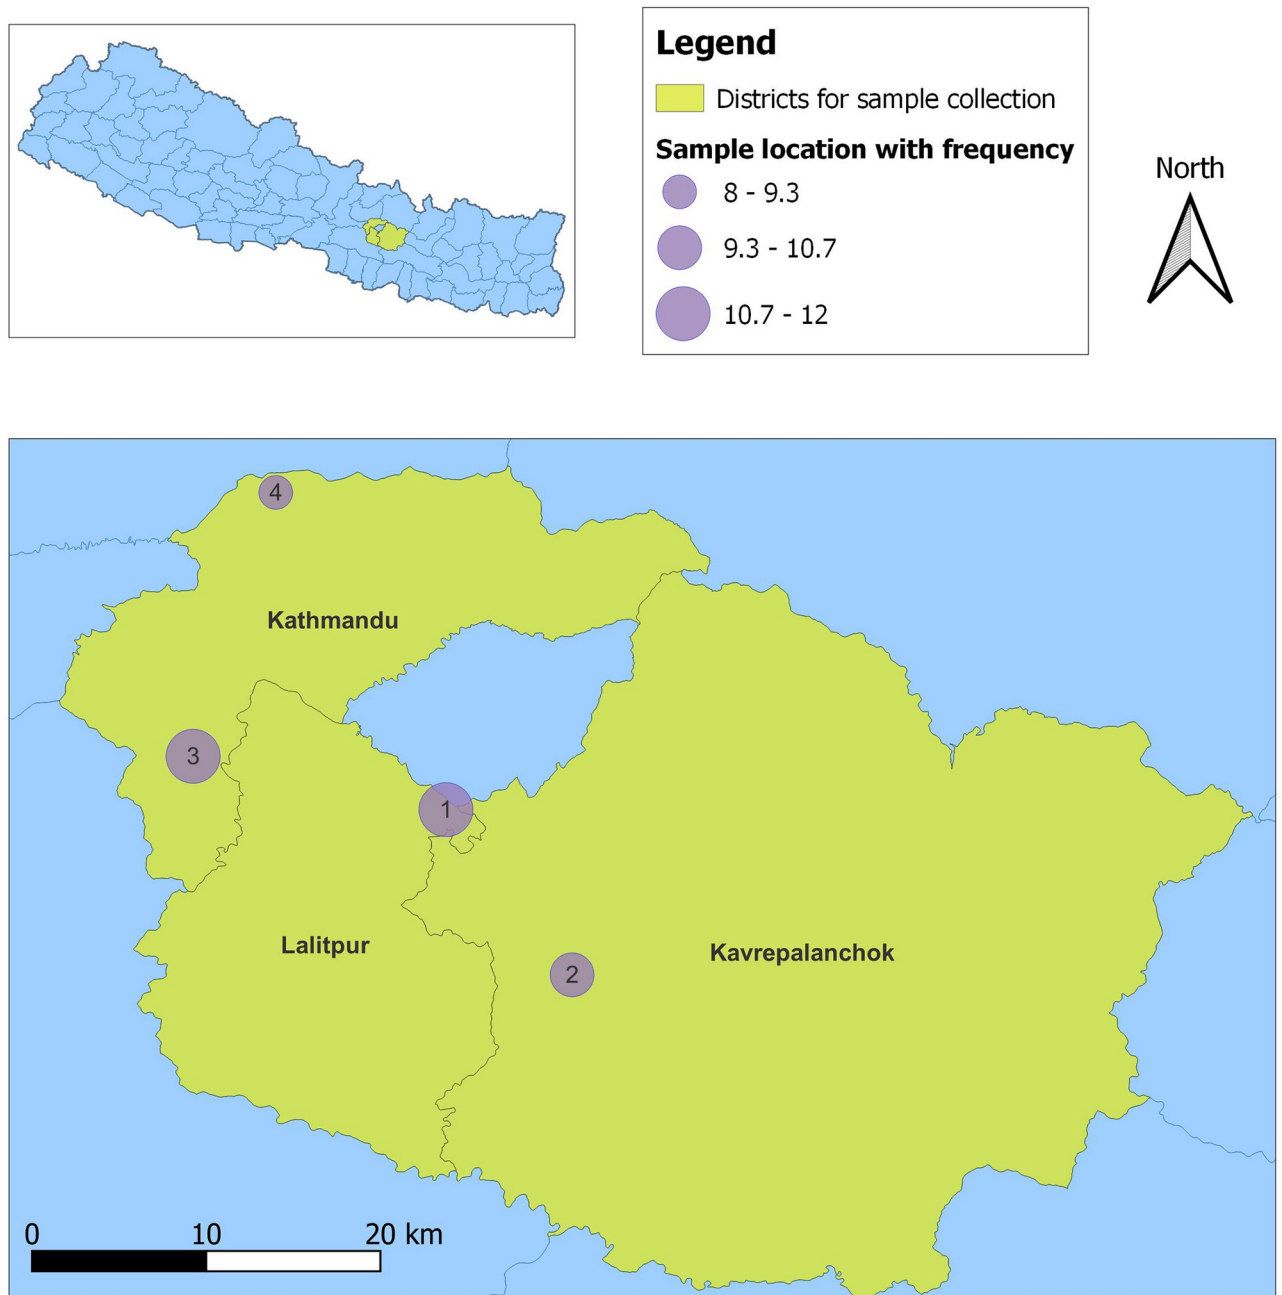 Legend
Districts for sample collection
Sample location with frequency
8 - 9.3
9.3 - 10.7
10.7 - 12
North
4
Kathmandu
3
1
Lalitpur
Kavrepalanchok
2
0 10 20 km